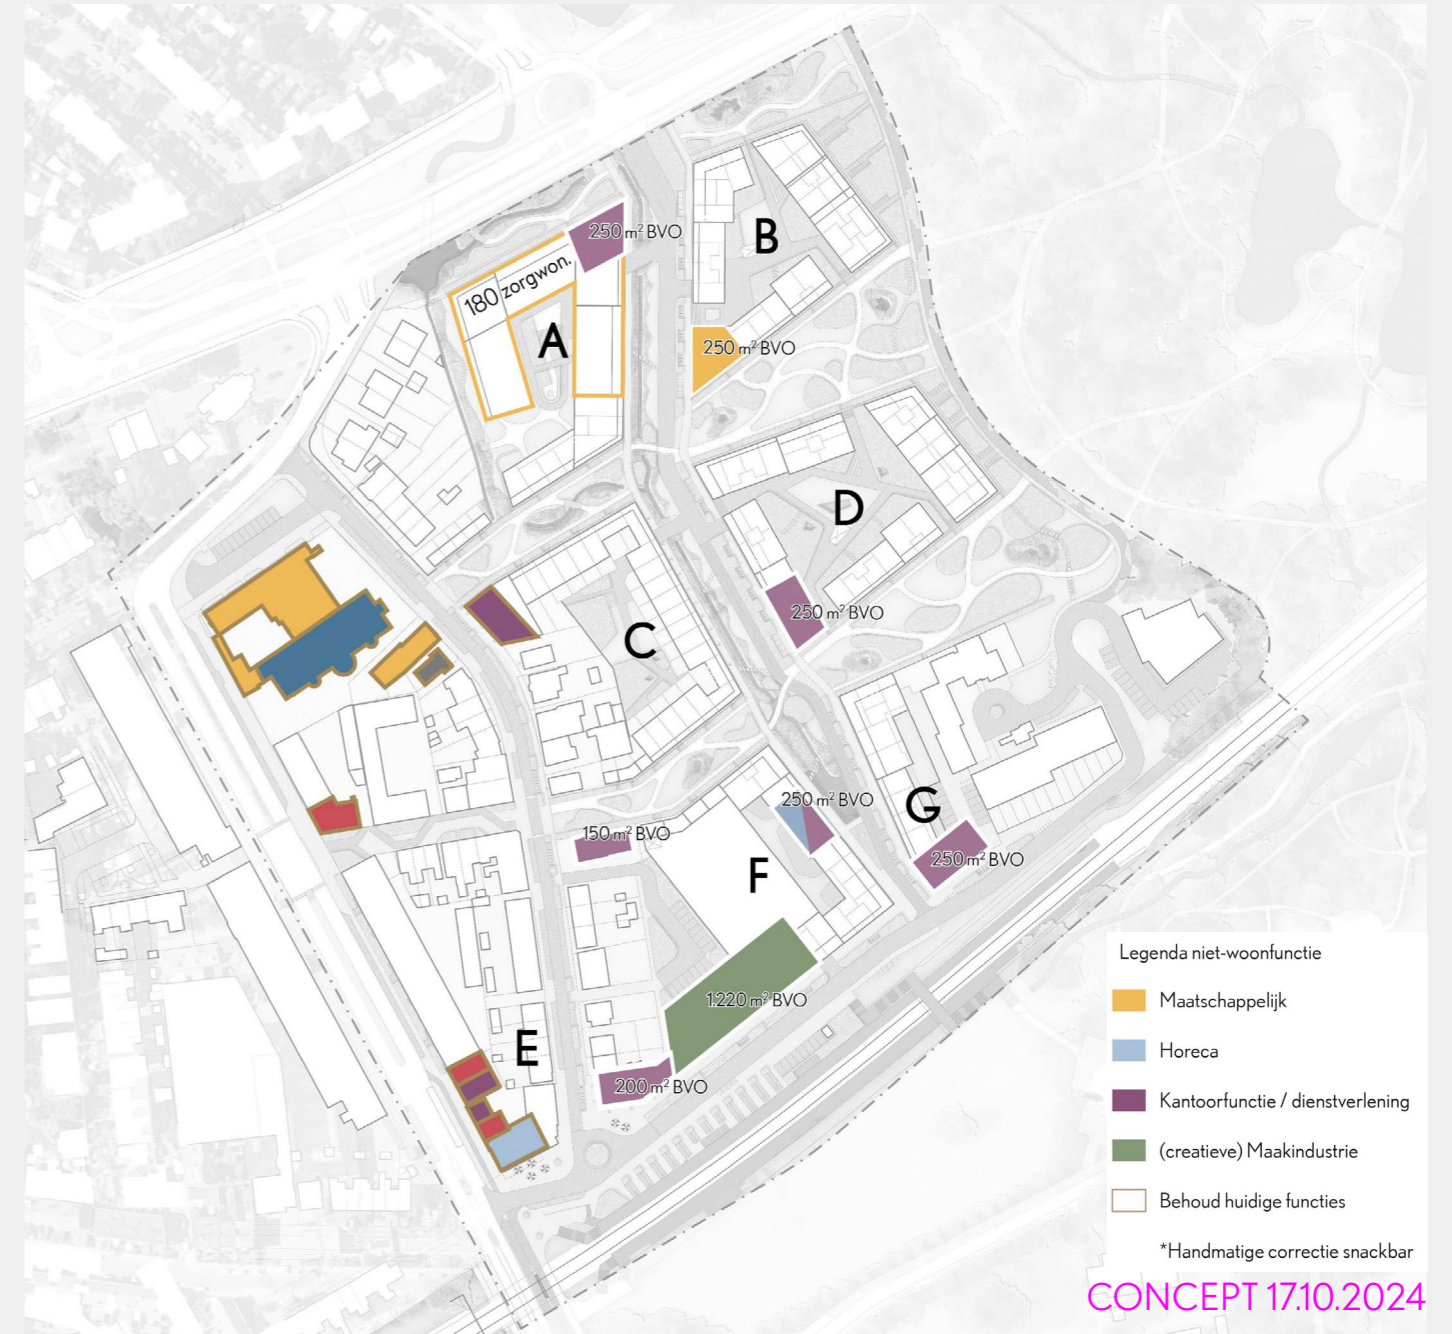 250 m² BVO
B
180 zorgwon.
A
250 m² BVO
D
250 m² BVO
C
250 m² BVO
G
150 m² BVO
250 m² BVO
F
1.220 m² BVO
E
200 m² BVO
Legenda niet-woonfunctie
Maatschappelijk
Horeca
Kantoorfunctie / dienstverlening
(creatieve) Maakindustrie
Behoud huidige functies
*Handmatige correctie snackbar
CONCEPT 17.10.2024